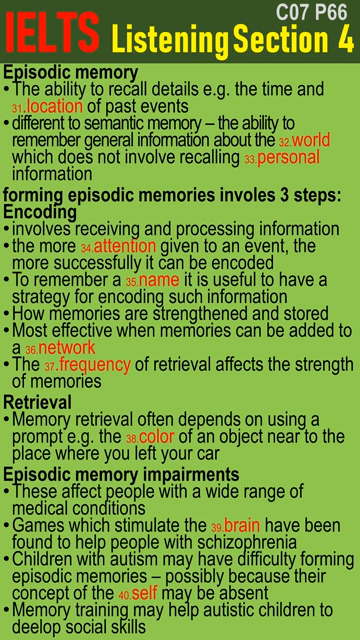 C07 P66
IELTS Listening Section 4
Episodic memory
•The ability to recall details e.g. the time and
31.location of past events
•different to semantic memory – the ability to
remember general information about the 32.world
which does not involve recalling 33.personal
information
forming episodic memories involes 3 steps:
Encoding
•involves receiving and processing information
•the more 34.attention given to an event, the
more successfully it can be encoded
•To remember a 35.name it is useful to have a
strategy for encoding such information
•How memories are strengthened and stored
•Most effective when memories can be added to
a 36.network
•The 37.frequency of retrieval affects the strength
of memories
Retrieval
•Memory retrieval often depends on using a
prompt e.g. the 38.color of an object near to the
place where you left your car
Episodic memory impairments
•These affect people with a wide range of
medical conditions
•Games which stimulate the 39.brain have been
found to help people with schizophrenia
•Children with autism may have difficulty forming
episodic memories – possibly because their
concept of the 40.self may be absent
•Memory training may help autistic children to
deelop social skills